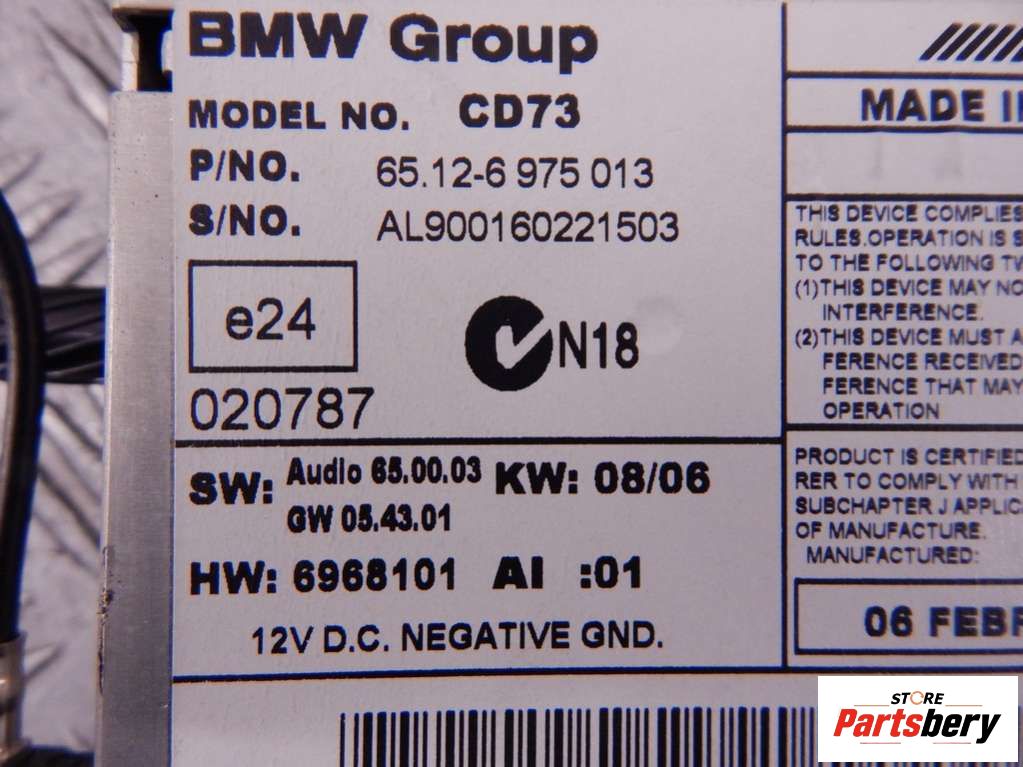 BMW Group
MODEL NO. CD73
P/NO. 65.12-6 975 013
S/NO. AL900160221503
e24
N18
020787
SW: Audio 65.00.03 KW: 08/06
GW 05.43.01
HW: 6968101 AI :01
12V D.C. NEGATIVE GND.
MADE I
THIS DEVICE COMPLIES
RULES.OPERATION IS S
TO THE FOLLOWING TW
(1)THIS DEVICE MAY NO
INTERFERENCE.
(2)THIS DEVICE MUST A
FERENCE RECEIVED
FERENCE THAT MAY
OPERATION
PRODUCT IS CERTIFIED
RER TO COMPLY WITH
SUBCHAPTER J APPLIC
OF MANUFACTURE.
MANUFACTURED:
06 FEBR
STORE
Partsbery